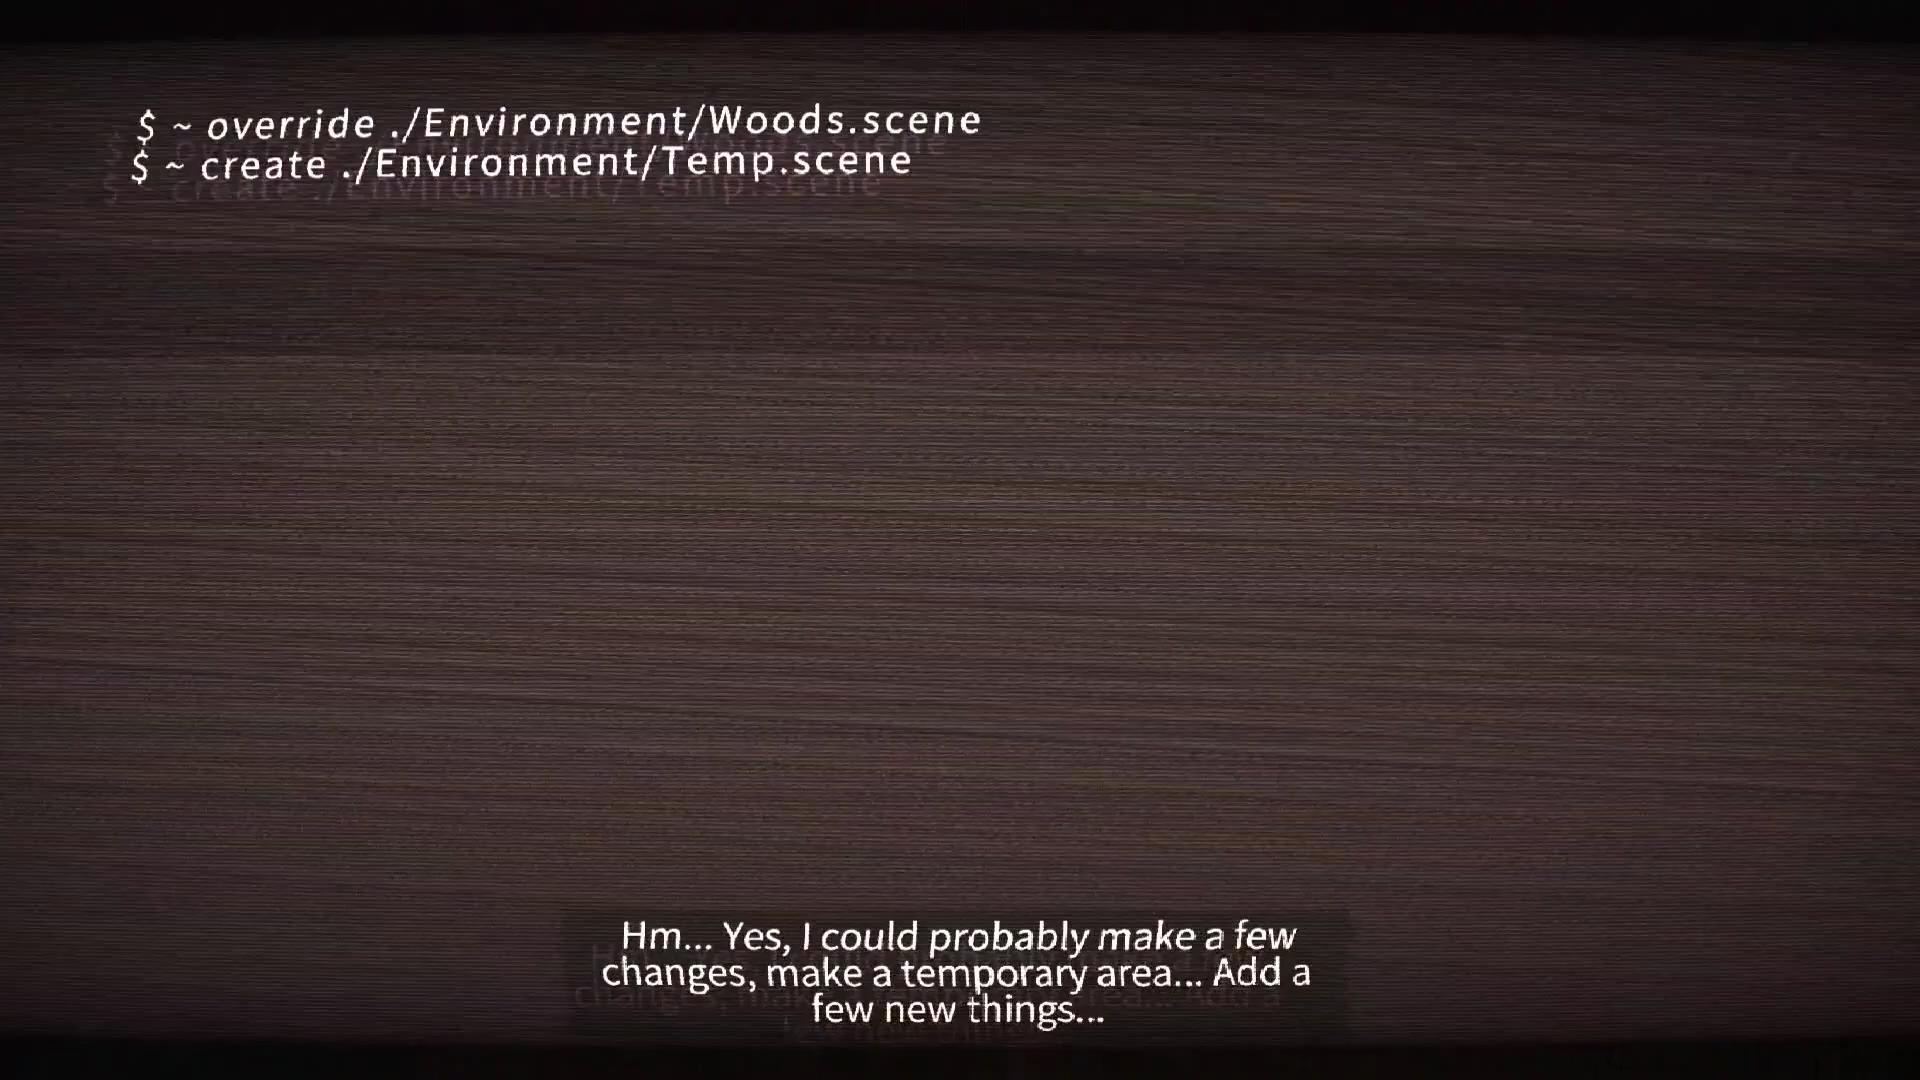 $ ~ override ./Environment/Woods.scene
$ ~ create ./Environment/Temp.scene
Hm... Yes, I could probably make a few
changes, make a temporary area... Add a
few new things...